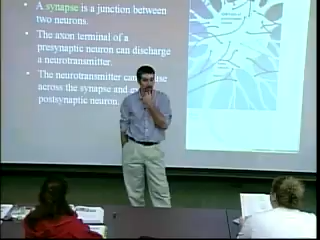 • A synapse is a junction between
two neurons.
• The axon terminal of a
presynaptic neuron can discharge
a neurotransmitter.
• The neurotransmitter can
across the synapse and
postsynaptic neuron.